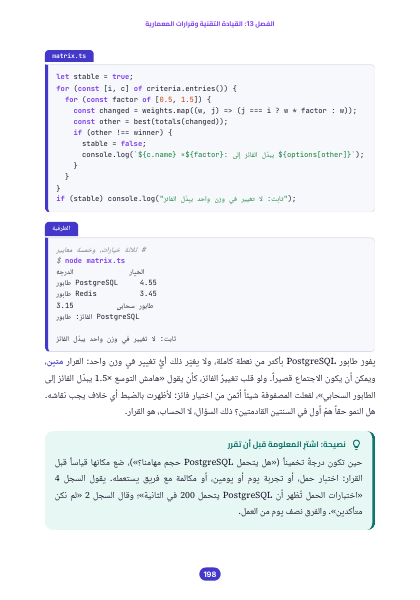 الفصل 13: القيادة التقنية وقرارات المعمارية
matrix.ts
let stable = true;
for (const [i, c] of criteria.entries()) {
for (const factor of [0.5, 1.5]) {
const changed = weights.map((w, j) => (j === i ? w * factor : w));
const other = best(totals(changed));
if (other !== winner) {
stable = false;
console.log(`${c.name} ×${factor}: يبدّل الفائز إلى ${options[other]}`);
}
}
}
if (stable) console.log("ثابت: لا تغيير في وزن واحد يبدّل الفائز");
الطرفية
# ثلاثة خيارات، وخمسة معايير
$ node matrix.ts
الخيار الدرجة
طابور PostgreSQL 4.55
طابور Redis 3.45
طابور سحابي 3.15
الفائز: طابور PostgreSQL
ثابت: لا تغيير في وزن واحد يبدّل الفائز
يفوز طابور PostgreSQL بأكثر من نقطة كاملة، ولا يغيّر ذلك أيُّ تغيير في وزن واحد: القرار متين،
ويمكن أن يكون الاجتماع قصيراً. ولو قلب تغييرٌ الفائز، كأن يقول «هامش التوسع ×1.5 يبدّل الفائز إلى
الطابور السحابي»، لفعلت المصفوفة شيئاً أثمن من اختيار فائز: لأظهرت بالضبط أي خلاف يجب نقاشه.
هل النمو حقاً همّ أول في السنتين القادمتين؟ ذلك السؤال، لا الحساب، هو القرار.
نصيحة: اشترِ المعلومة قبل أن تقرر
حين تكون درجةٌ تخميناً («هل يتحمل PostgreSQL حجم مهامنا؟»)، ضع مكانها قياساً قبل
القرار: اختبار حمل، أو تجربة يوم أو يومين، أو مكالمة مع فريق يستعمله. يقول السجل 4
«اختبارات الحمل تُظهر أن PostgreSQL يتحمل 200 في الثانية»؛ وقال السجل 2 «لم نكن
متأكدين». والفرق نصف يوم من العمل.
198